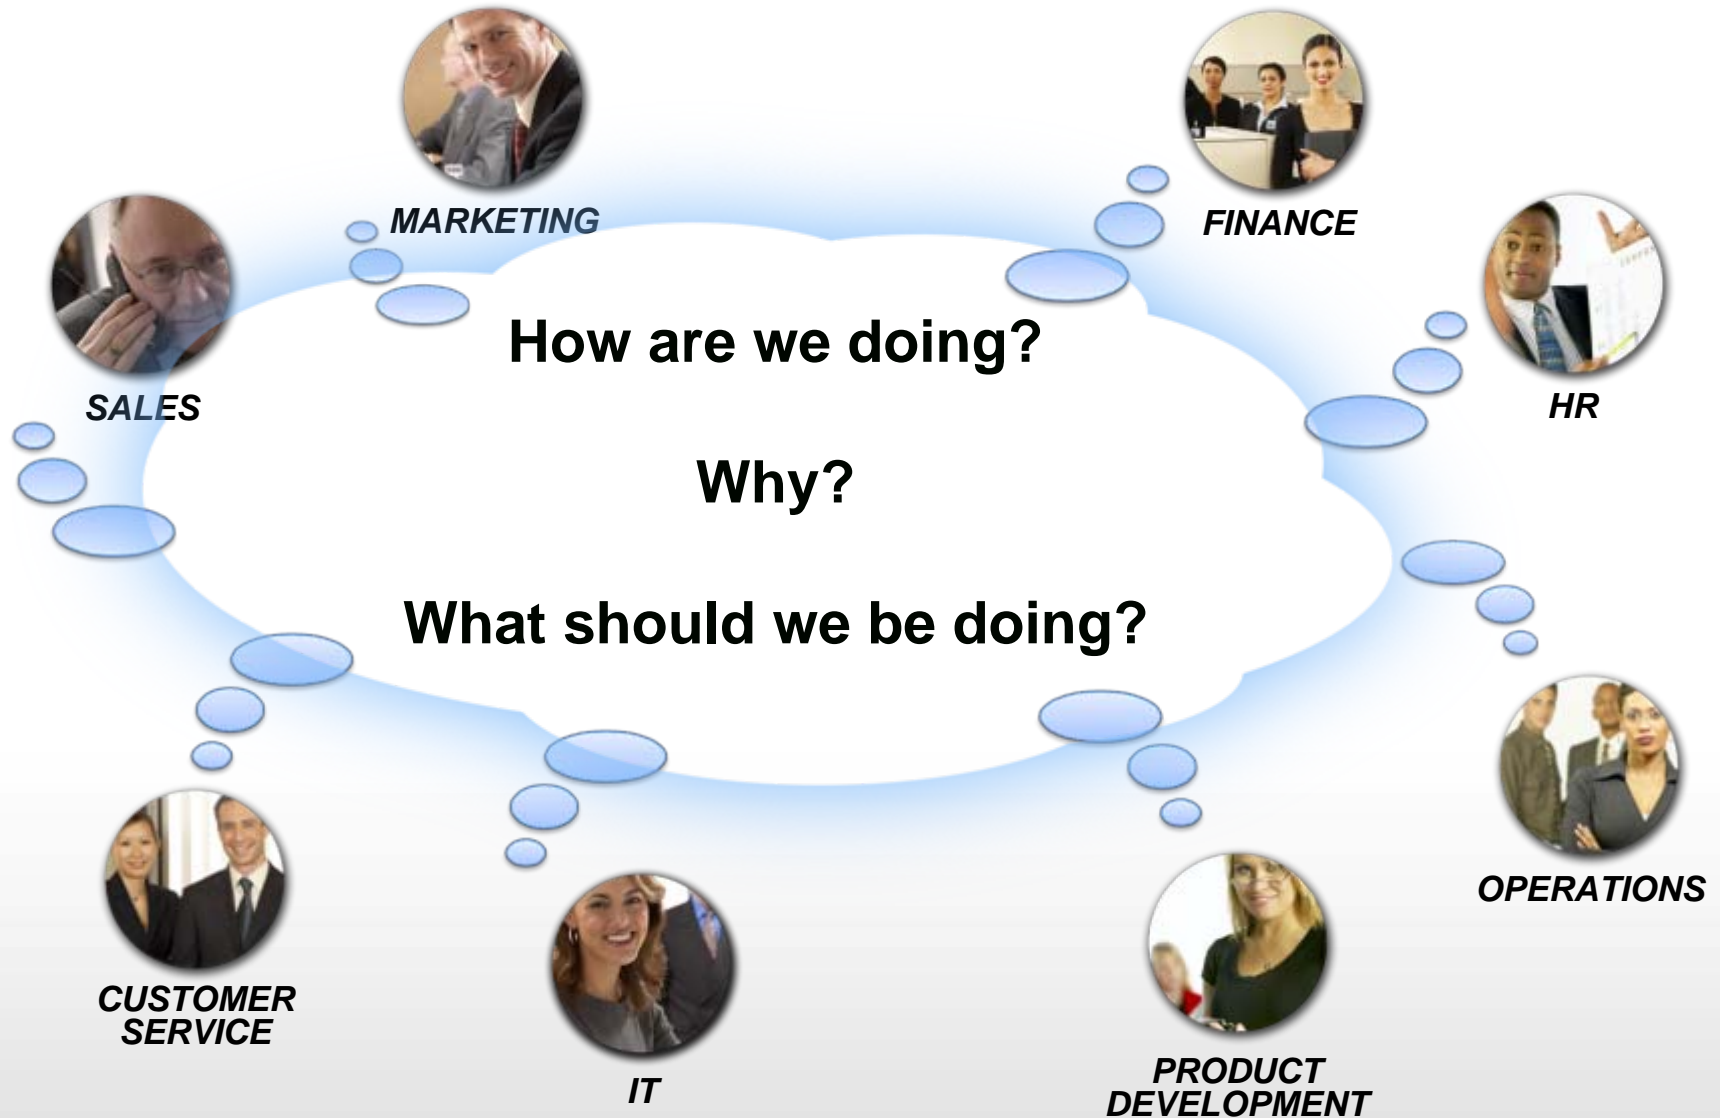 MARKETING
FINANCE
SALES
HR
How are we doing?
Why?
What should we be doing?
OPERATIONS
CUSTOMER
SERVICE
IT
PRODUCT
DEVELOPMENT